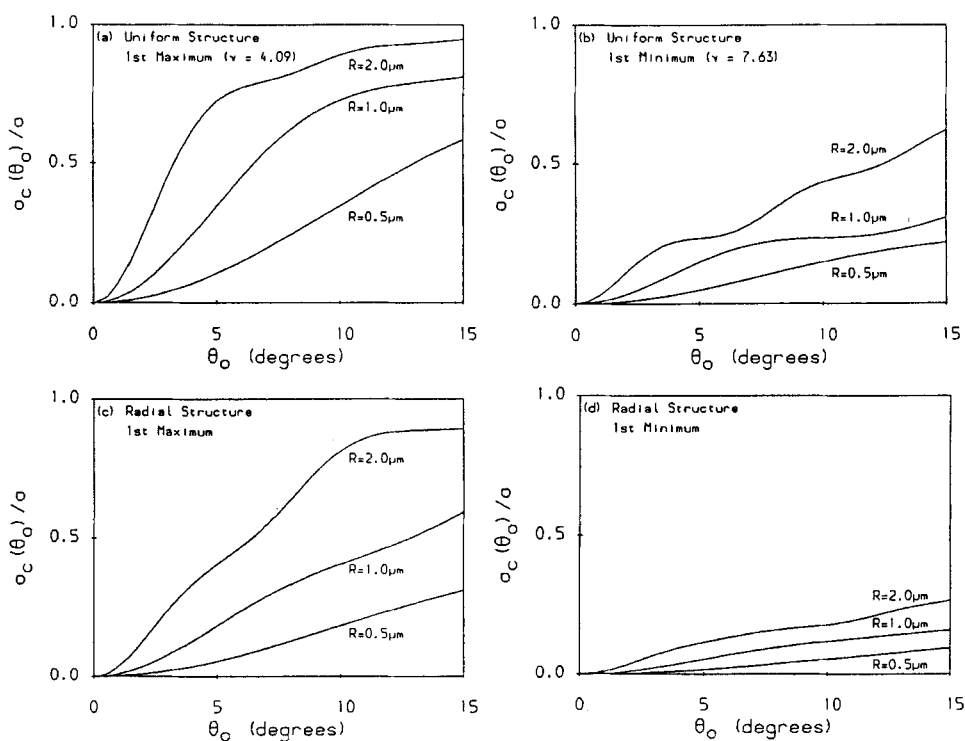 1.0
(a) Uniform Structure
1st Maximum (γ = 4.09)
R=2.0µm
R=1.0µm
R=0.5µm
0.5
0.0
σc(θo)/σ
0 5 10 15
θo (degrees)
1.0
(b) Uniform Structure
1st Minimum (γ = 7.63)
R=2.0µm
R=1.0µm
R=0.5µm
0.5
0.0
σc(θo)/σ
0 5 10 15
θo (degrees)
1.0
(c) Radial Structure
1st Maximum
R=2.0µm
R=1.0µm
R=0.5µm
0.5
0.0
σc(θo)/σ
0 5 10 15
θo (degrees)
1.0
(d) Radial Structure
1st Minimum
R=2.0µm
R=1.0µm
R=0.5µm
0.5
0.0
σc(θo)/σ
0 5 10 15
θo (degrees)